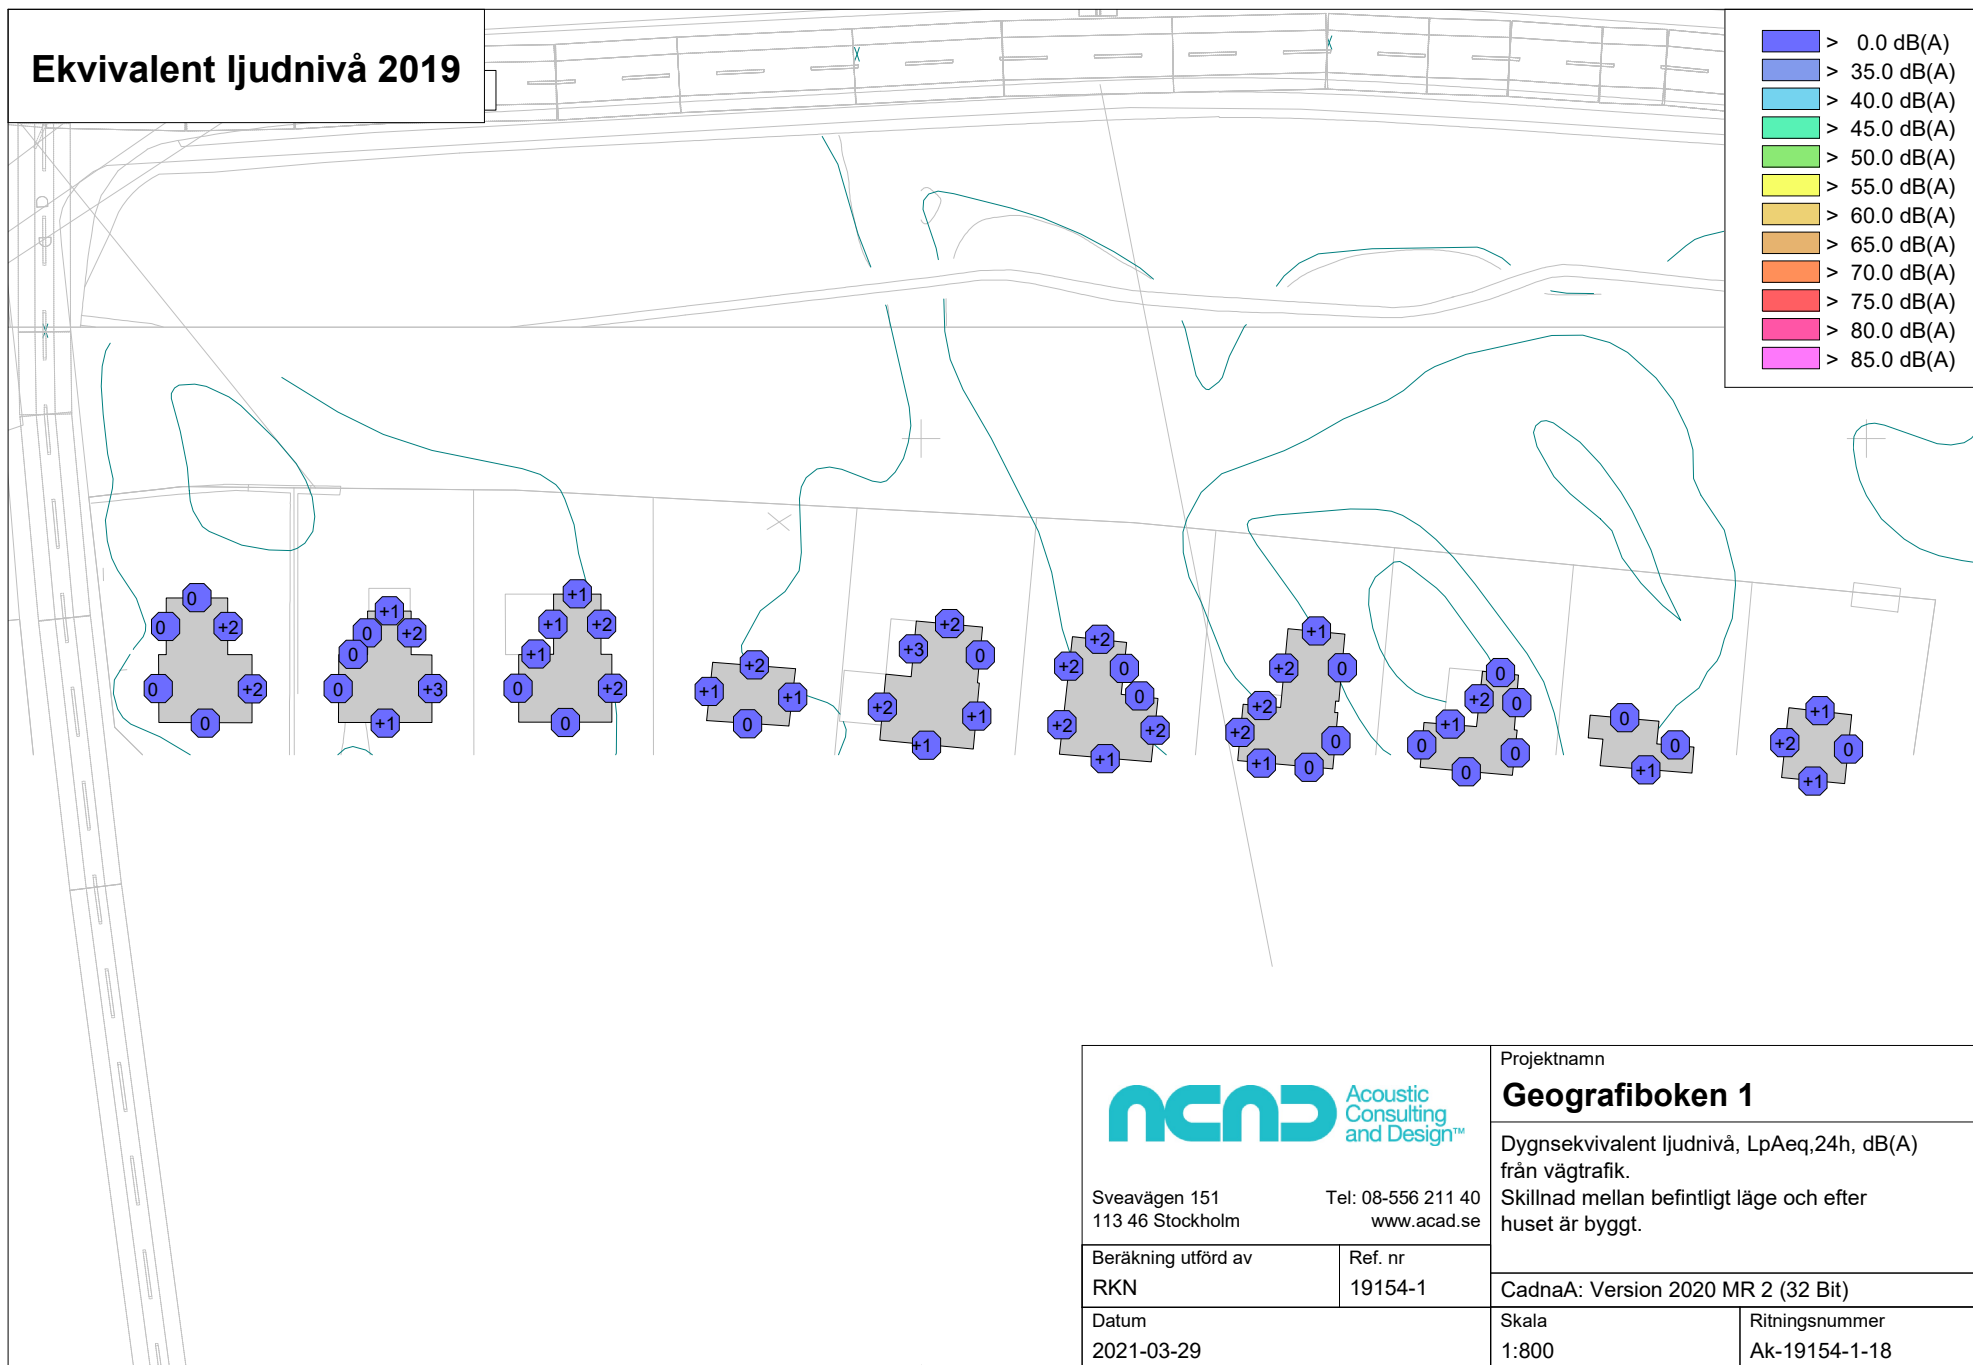 Ekvivalent ljudnivå 2019
> 0.0 dB(A)
> 35.0 dB(A)
> 40.0 dB(A)
> 45.0 dB(A)
> 50.0 dB(A)
> 55.0 dB(A)
> 60.0 dB(A)
> 65.0 dB(A)
> 70.0 dB(A)
> 75.0 dB(A)
> 80.0 dB(A)
> 85.0 dB(A)
0
0 +2
0 +2
0
+1
0 +2
0
0 +3
+1
+1
+1 +2
+1
0 +2
0
+2
+1 +1
0
+2
+3 0
+2 +1
+1
+2
+2 0
0
+2 +2
+1
+1
+2 0
+2
+2 0
+1 0
0
+2 0
+1
0 0
0
0
0
+1
+1
+2 0
+1
acad
Acoustic
Consulting
and Design™
Sveavägen 151 Tel: 08-556 211 40
113 46 Stockholm www.acad.se
Projektnamn
Geografiboken 1
Dygnsekvivalent ljudnivå, LpAeq,24h, dB(A)
från vägtrafik.
Skillnad mellan befintligt läge och efter
huset är byggt.
Beräkning utförd av
RKN
Ref. nr
19154-1
CadnaA: Version 2020 MR 2 (32 Bit)
Datum
2021-03-29
Skala
1:800
Ritningsnummer
Ak-19154-1-18